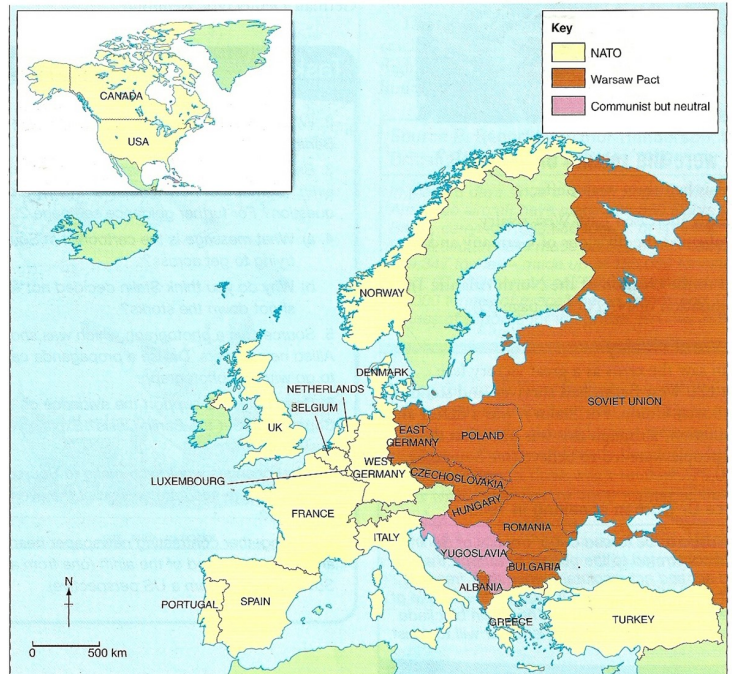 Key
NATO
Warsaw Pact
Communist but neutral
CANADA
USA
NORWAY
DENMARK
NETHERLANDS
BELGIUM
SOVIET UNION
UK
EAST
GERMANY
POLAND
WEST
GERMANY
LUXEMBOURG
CZECHOSLOVAKIA
FRANCE
HUNGARY
ROMANIA
ITALY
YUGOSLAVIA
BULGARIA
ALBANIA
PORTUGAL
SPAIN
GREECE
TURKEY
N
0 500 km